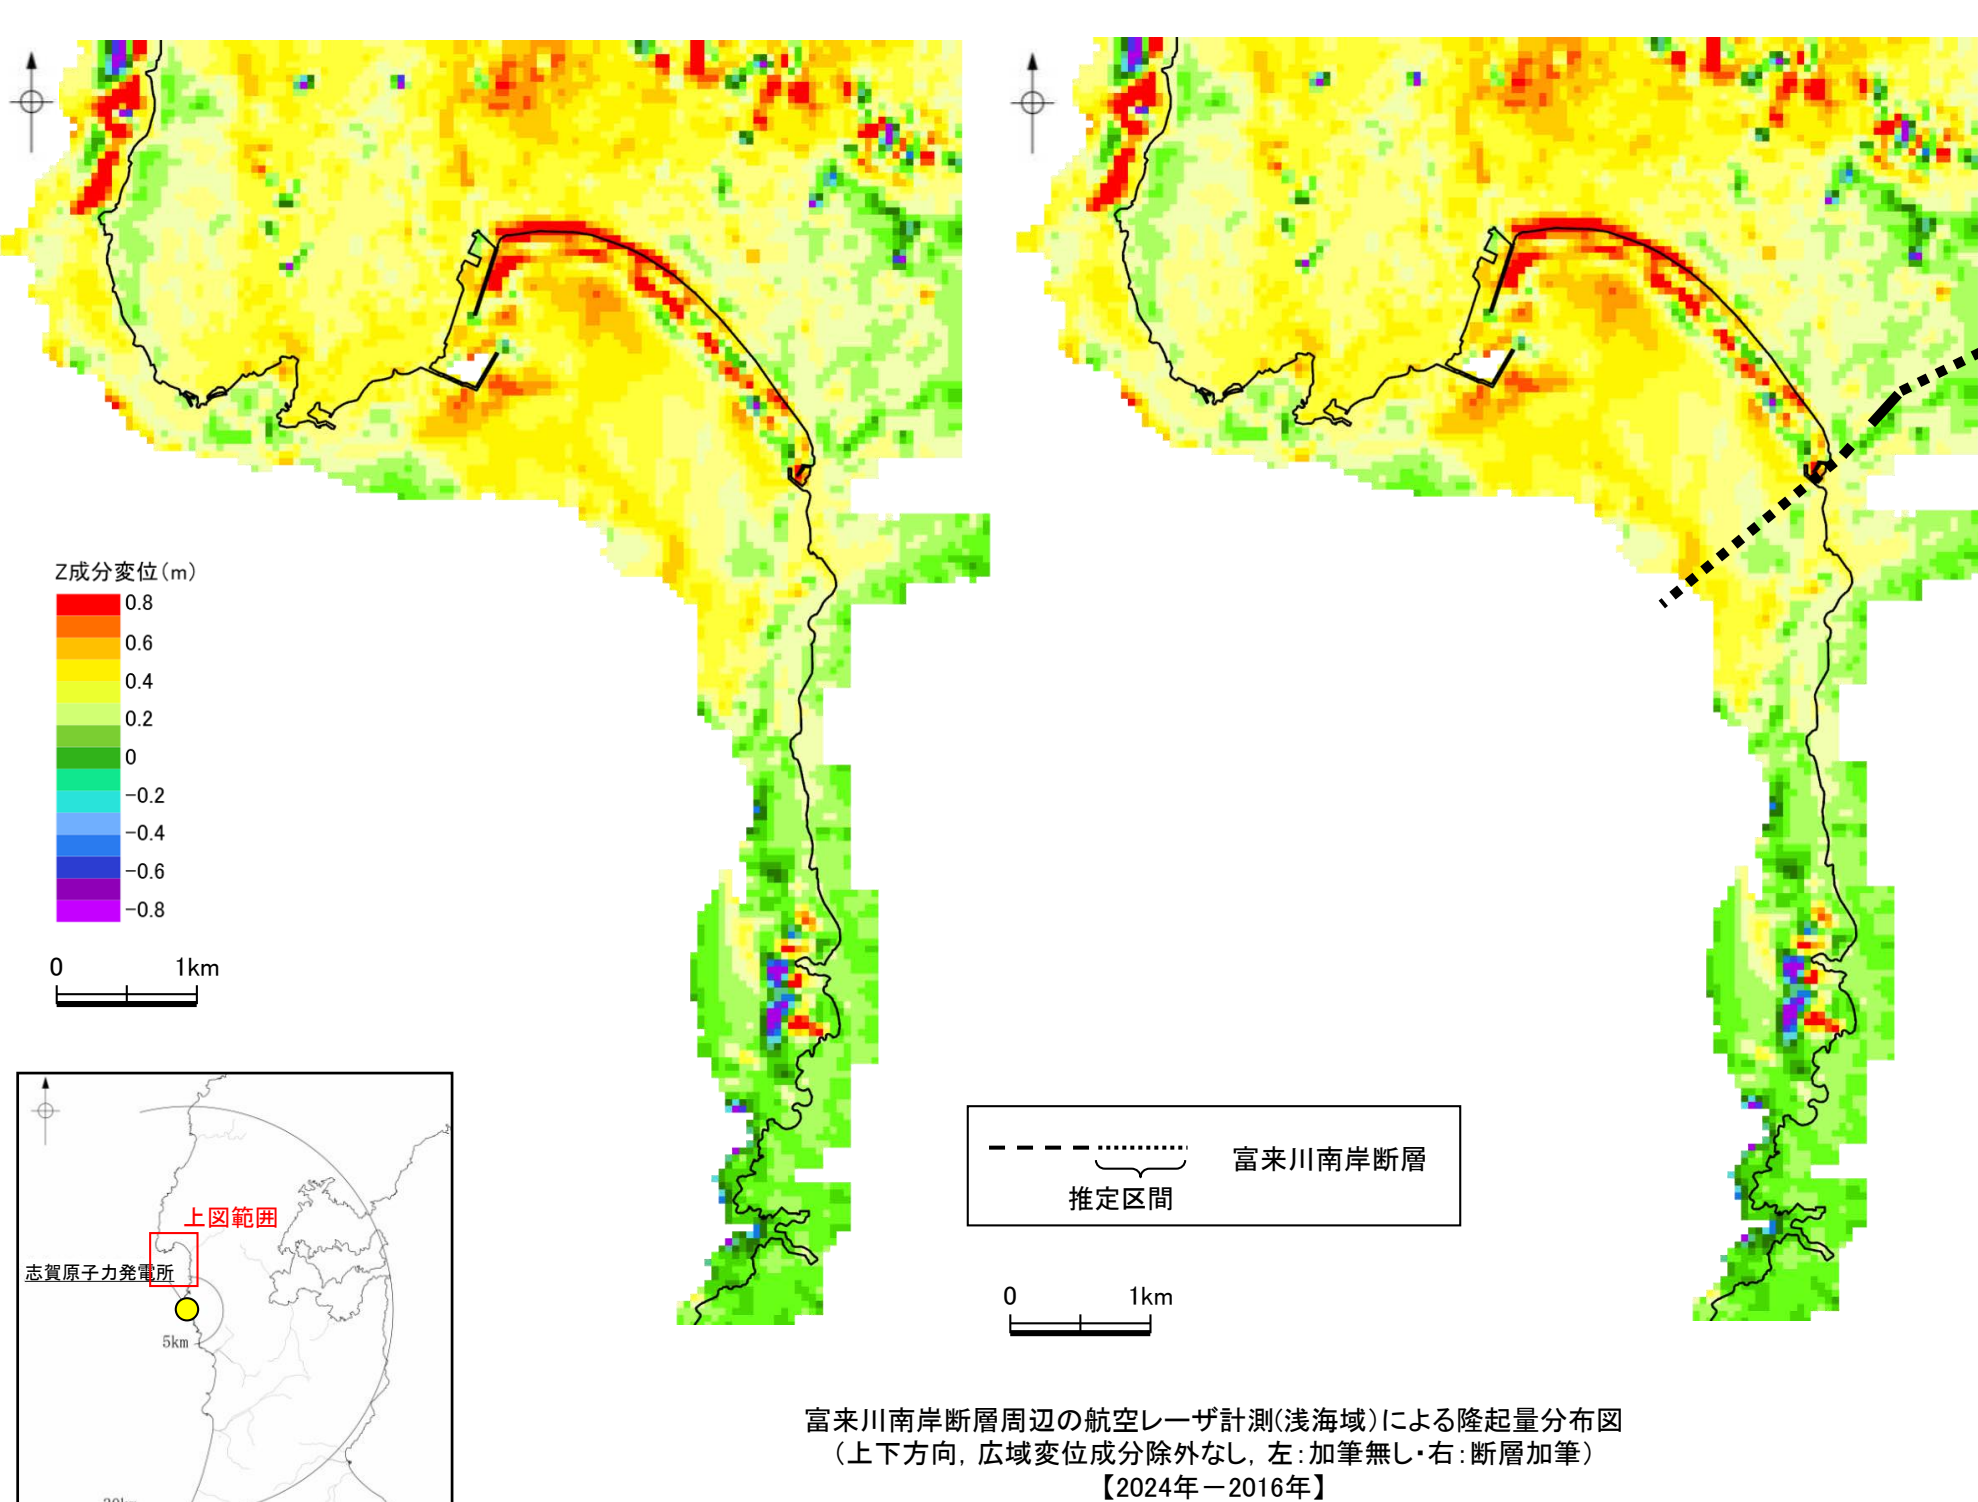 Z成分変位(m)
0.8
0.6
0.4
0.2
0
−0.2
−0.4
−0.6
−0.8
0 1km
上図範囲
志賀原子力発電所
5km
富来川南岸断層
推定区間
0 1km
富来川南岸断層周辺の航空レーザ計測(浅海域)による隆起量分布図
(上下方向, 広域変位成分除外なし, 左:加筆無し・右:断層加筆)
【2024年－2016年】